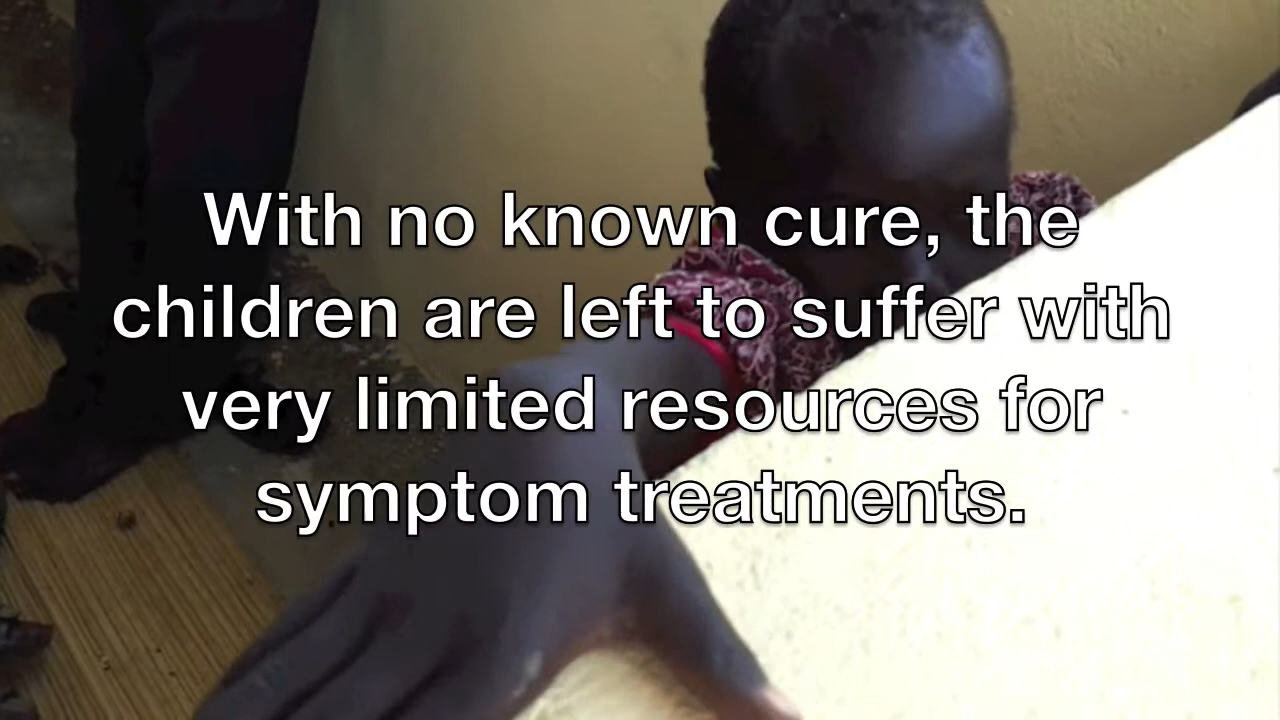 With no known cure, the
children are left to suffer with
very limited resources for
symptom treatments.